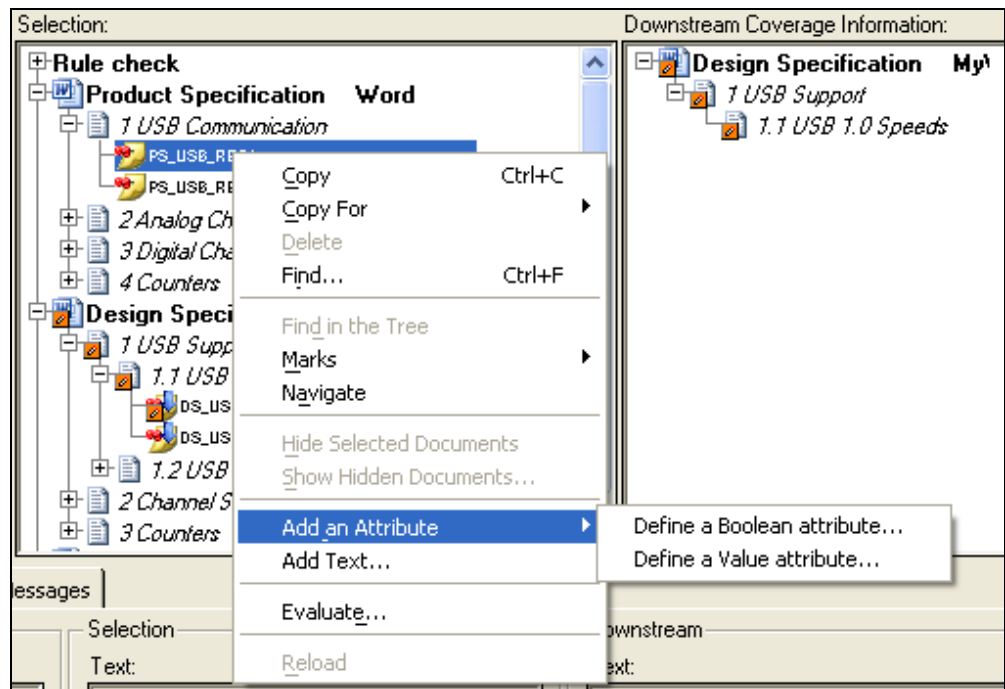 Selection:
Rule check
Product Specification Word
1 USB Communication
PS_USB_RE
PS_USB_RE
2 Analog Ch
3 Digital Cha
4 Counters
Design Speci
1 USB Supp
1.1 USB
DS_US
DS_US
1.2 USB
2 Channel S
3 Counters
Downstream Coverage Information:
Design Specification My
1 USB Support
1.1 USB 1.0 Speeds
Copy Ctrl+C
Copy For
Delete
Find... Ctrl+F
Find in the Tree
Marks
Navigate
Hide Selected Documents
Show Hidden Documents...
Add an Attribute
Add Text...
Evaluate...
Reload
Define a Boolean attribute...
Define a Value attribute...
essages
Selection
Text:
wnstream
ext: